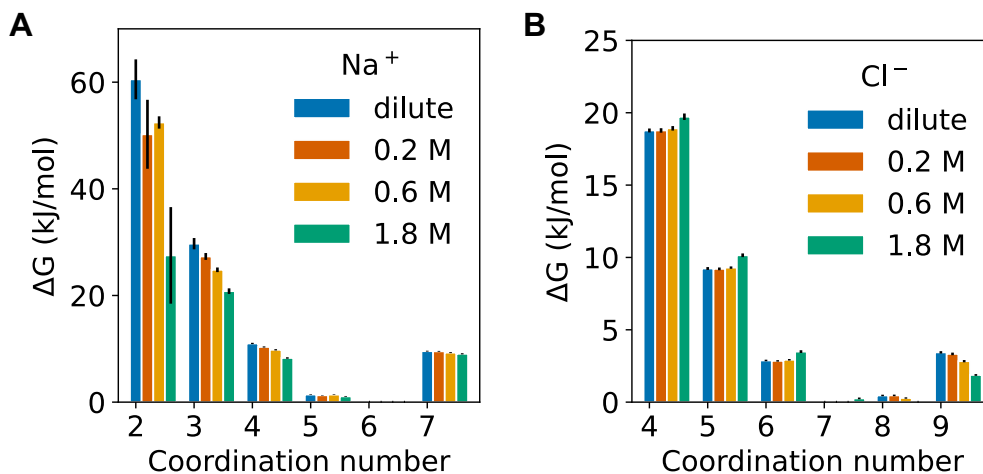 A
Na⁺
dilute
0.2 M
0.6 M
1.8 M
ΔG (kJ/mol)
60
40
20
0
2 3 4 5 6 7
Coordination number
B
Cl⁻
dilute
0.2 M
0.6 M
1.8 M
ΔG (kJ/mol)
25
20
15
10
5
0
4 5 6 7 8 9
Coordination number